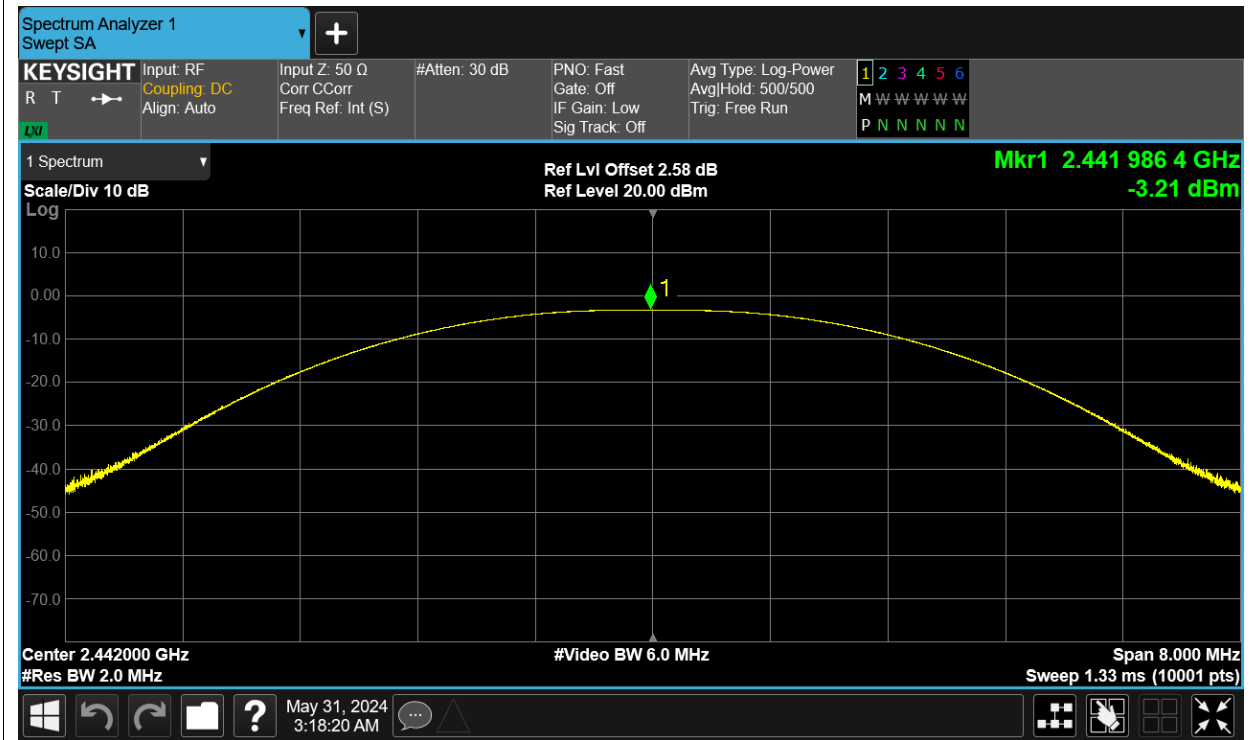 Spectrum Analyzer 1
Swept SA
+
KEYSIGHT
R T
LXI
Input: RF
Coupling: DC
Align: Auto
Input Z: 50 Ω
Corr CCorr
Freq Ref: Int (S)
#Atten: 30 dB
PNO: Fast
Gate: Off
IF Gain: Low
Sig Track: Off
Avg Type: Log-Power
Avg|Hold: 500/500
Trig: Free Run
1 2 3 4 5 6
M W W W W W
P N N N N N
1 Spectrum
Scale/Div 10 dB
Log
Ref Lvl Offset 2.58 dB
Ref Level 20.00 dBm
Mkr1 2.441 986 4 GHz
-3.21 dBm
1
10.0
0.00
-10.0
-20.0
-30.0
-40.0
-50.0
-60.0
-70.0
Center 2.442000 GHz
#Res BW 2.0 MHz
#Video BW 6.0 MHz
Span 8.000 MHz
Sweep 1.33 ms (10001 pts)
?
May 31, 2024
3:18:20 AM